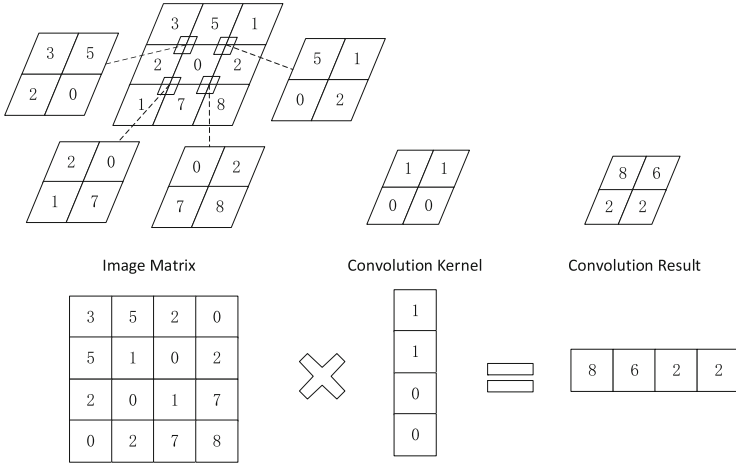 3 5 1
2 0 2
1 7 8
3 5
2 0
5 1
0 2
2 0
1 7
0 2
7 8
1 1
0 0
8 6
2 2
Image Matrix
Convolution Kernel
Convolution Result
3 5 2 0
5 1 0 2
2 0 1 7
0 2 7 8
1
1
0
0
8 6 2 2